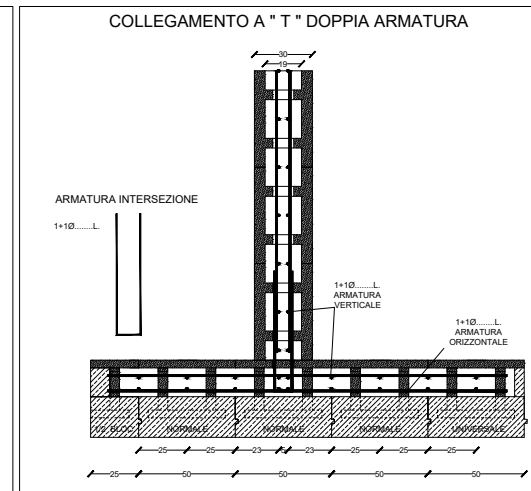 COLLEGAMENTO A " T " DOPPIA ARMATURA
30
19
ARMATURA INTERSEZIONE
1+1Ø........L.
1+1Ø........L.
ARMATURA
VERTICALE
1+1Ø........L.
ARMATURA
ORIZZONTALE
1/2 BLOC NORMALE NORMALE NORMALE UNIVERSALE
25 25 23 5 23 25 25
25 50 50 50 50